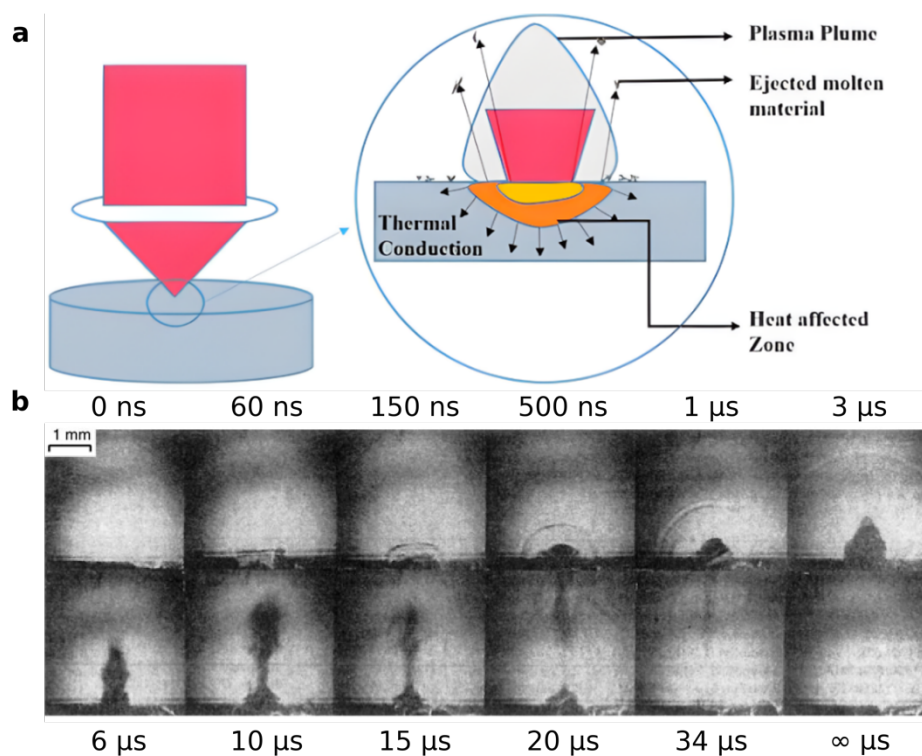 a
Plasma Plume
Ejected molten
material
Thermal
Conduction
Heat affected
Zone
b
0 ns 60 ns 150 ns 500 ns 1 μs 3 μs
1 mm
6 μs 10 μs 15 μs 20 μs 34 μs ∞ μs